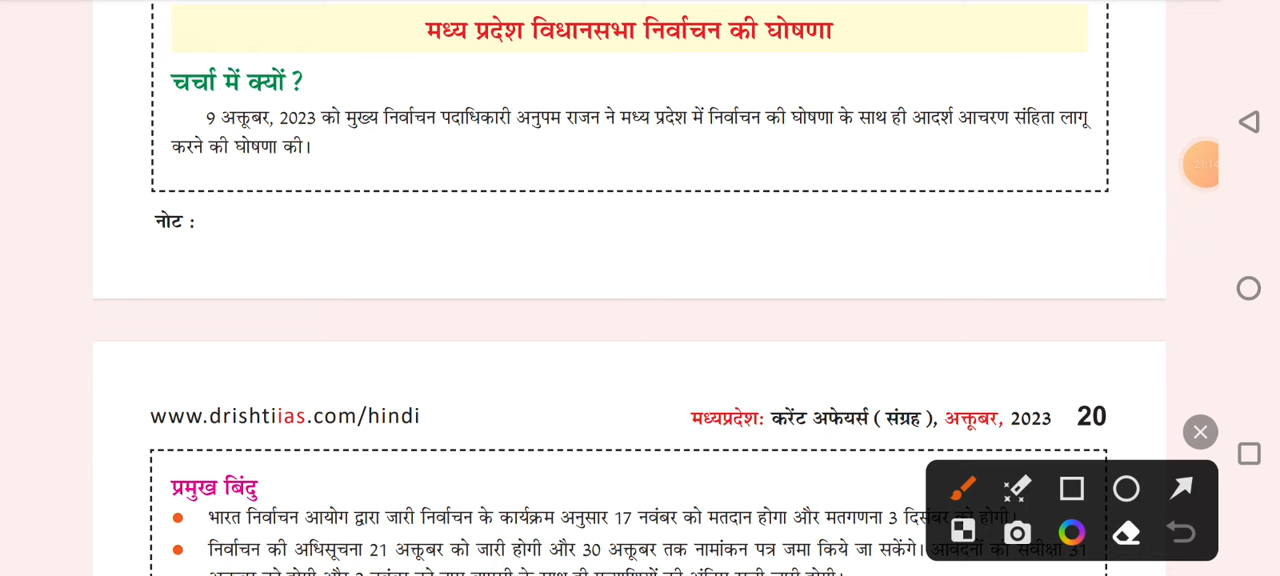 मध्य प्रदेश विधानसभा निर्वाचन की घोषणा
चर्चा में क्यों ?
9 अक्तूबर, 2023 को मुख्य निर्वाचन पदाधिकारी अनुपम राजन ने मध्य प्रदेश में निर्वाचन की घोषणा के साथ ही आदर्श आचरण संहिता लागू
करने की घोषणा की।
21:14
नोट :
www.drishtiias.com/hindi
मध्यप्रदेश: करेंट अफेयर्स ( संग्रह ), अक्तूबर, 2023 20
प्रमुख बिंदु
भारत निर्वाचन आयोग द्वारा जारी निर्वाचन के कार्यक्रम अनुसार 17 नवंबर को मतदान होगा और मतगणना 3 दिसंबर को होगी।
निर्वाचन की अधिसूचना 21 अक्तूबर को जारी होगी और 30 अक्तूबर तक नामांकन पत्र जमा किये जा सकेंगे। आवेदनों की संवीक्षा 31